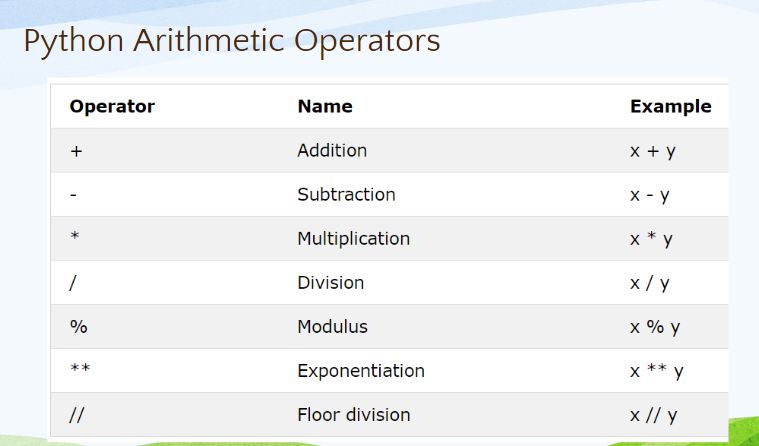 Python Arithmetic Operators
Operator Name Example
+ Addition x + y
- Subtraction x - y
* Multiplication x * y
/ Division x / y
% Modulus x % y
** Exponentiation x ** y
// Floor division x // y